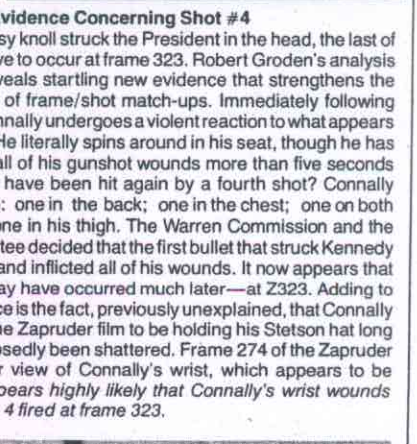 vidence Concerning Shot #4
sy knoll struck the President in the head, the last of
ve to occur at frame 323. Robert Groden's analysis
veals startling new evidence that strengthens the
of frame/shot match-ups. Immediately following
nnally undergoes a violent reaction to what appears
He literally spins around in his seat, though he has
all of his gunshot wounds more than five seconds
have been hit again by a fourth shot? Connally
: one in the back; one in the chest; one on both
one in his thigh. The Warren Commission and the
tee decided that the first bullet that struck Kennedy
and inflicted all of his wounds. It now appears that
ay have occurred much later—at Z323. Adding to
ce is the fact, previously unexplained, that Connally
he Zapruder film to be holding his Stetson hat long
osedly been shattered. Frame 274 of the Zapruder
r view of Connally's wrist, which appears to be
pears highly likely that Connally's wrist wounds
4 fired at frame 323.